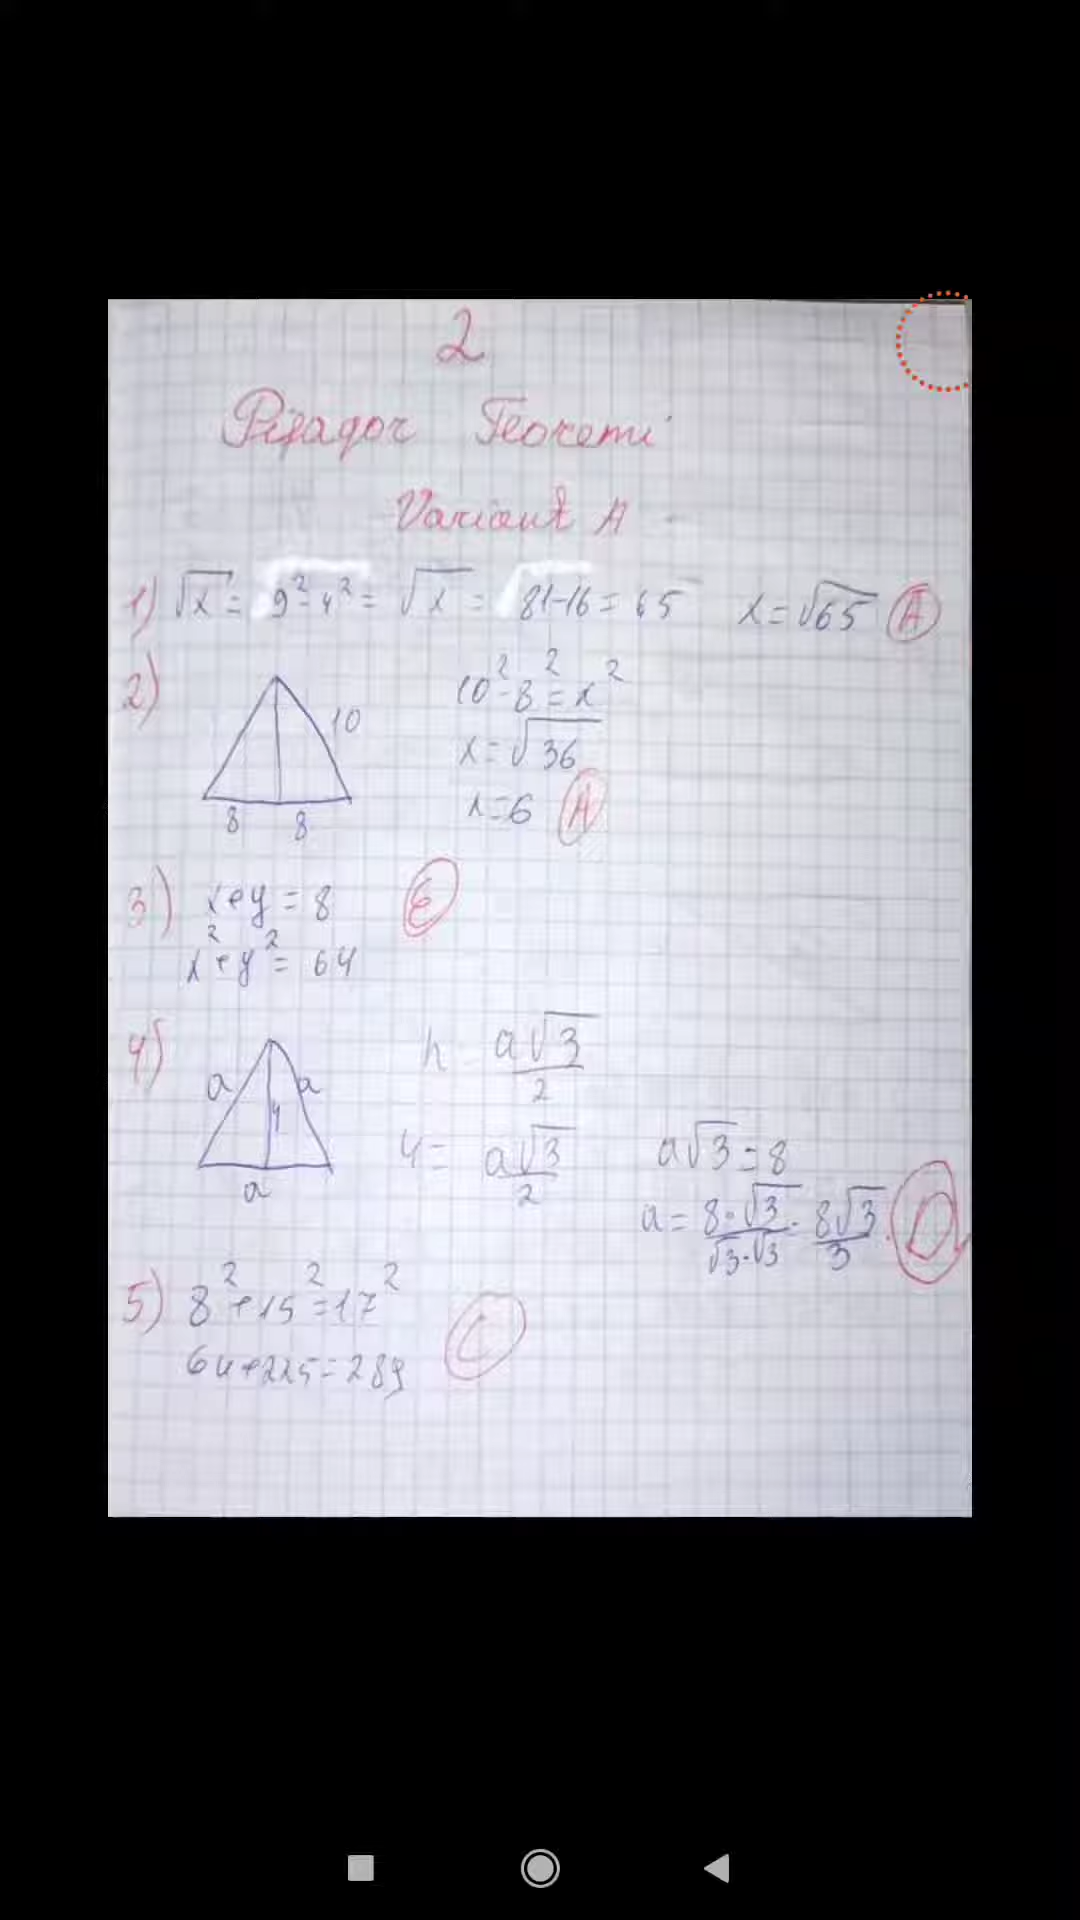 2
Pifagor Teoremi
Variant A
1) √x = √9²-4² = √x = √81-16 = 65 x = √65 A
2) 10²-8²=x²
10
x=√36
x=6 A
8 8
3) x+y=8 E
x²+y²=64
4) h = a√3/2
a a
4
4 = a√3/2 a√3=8
a
a = 8·√3/√3·√3 = 8√3/3. D
5) 8²+15²=17² C
64+225=289